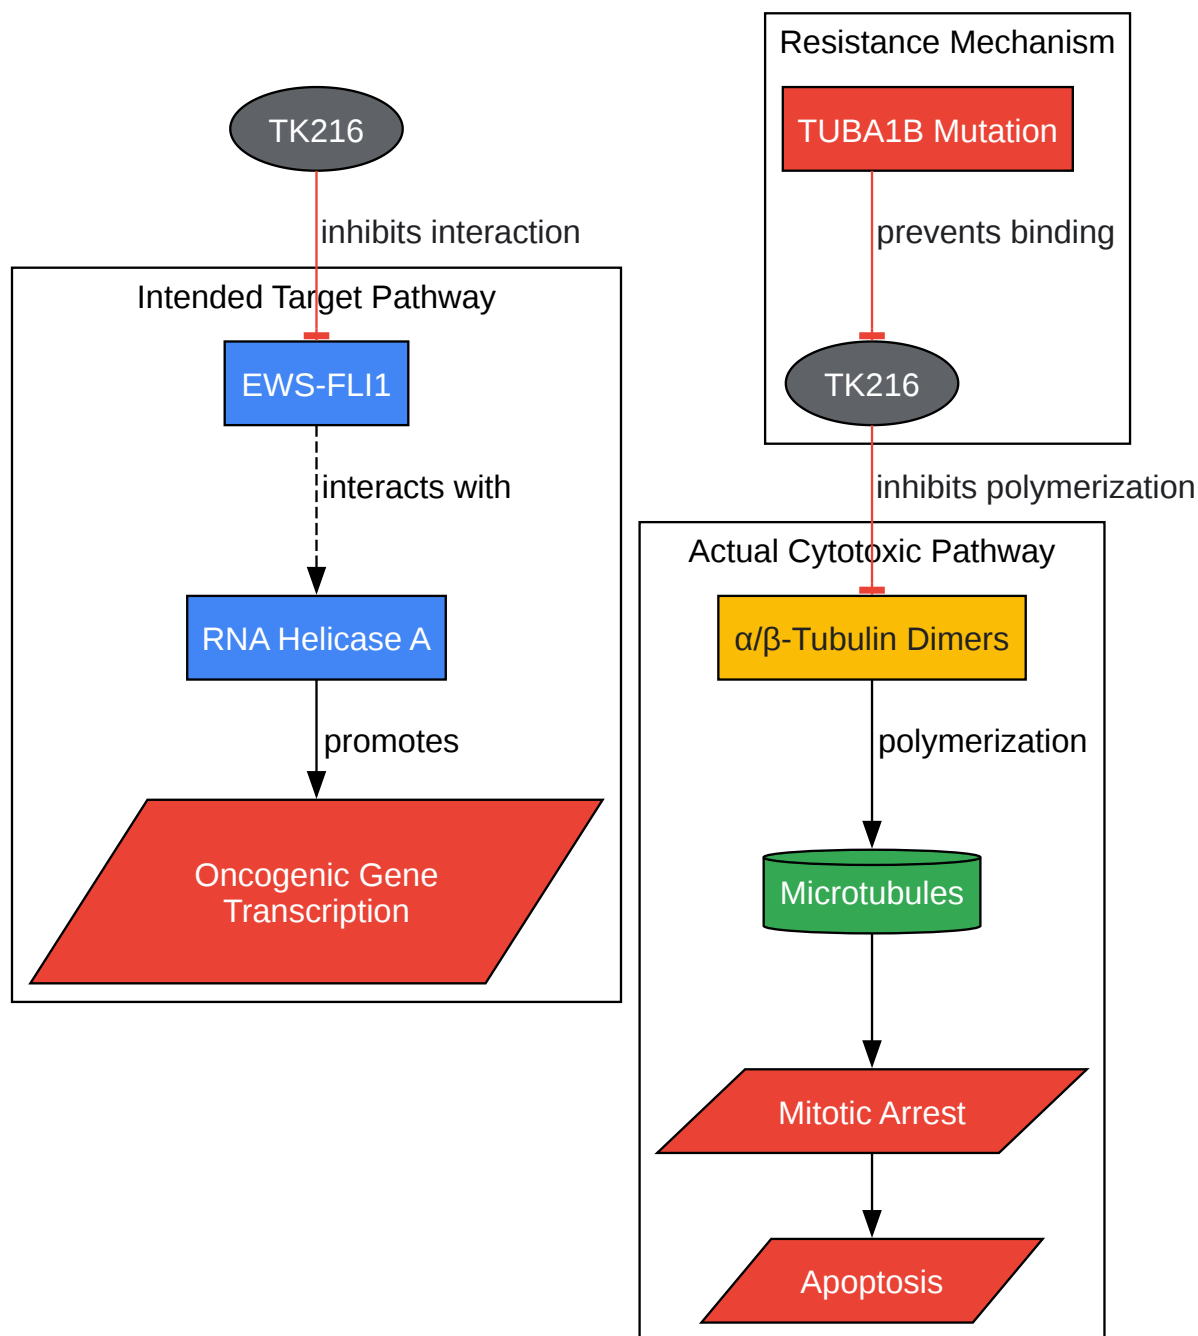 TK216
inhibits interaction
Intended Target Pathway
EWS-FLI1
interacts with
RNA Helicase A
promotes
Oncogenic Gene
Transcription
Resistance Mechanism
TUBA1B Mutation
prevents binding
TK216
inhibits polymerization
Actual Cytotoxic Pathway
α/β-Tubulin Dimers
polymerization
Microtubules
Mitotic Arrest
Apoptosis